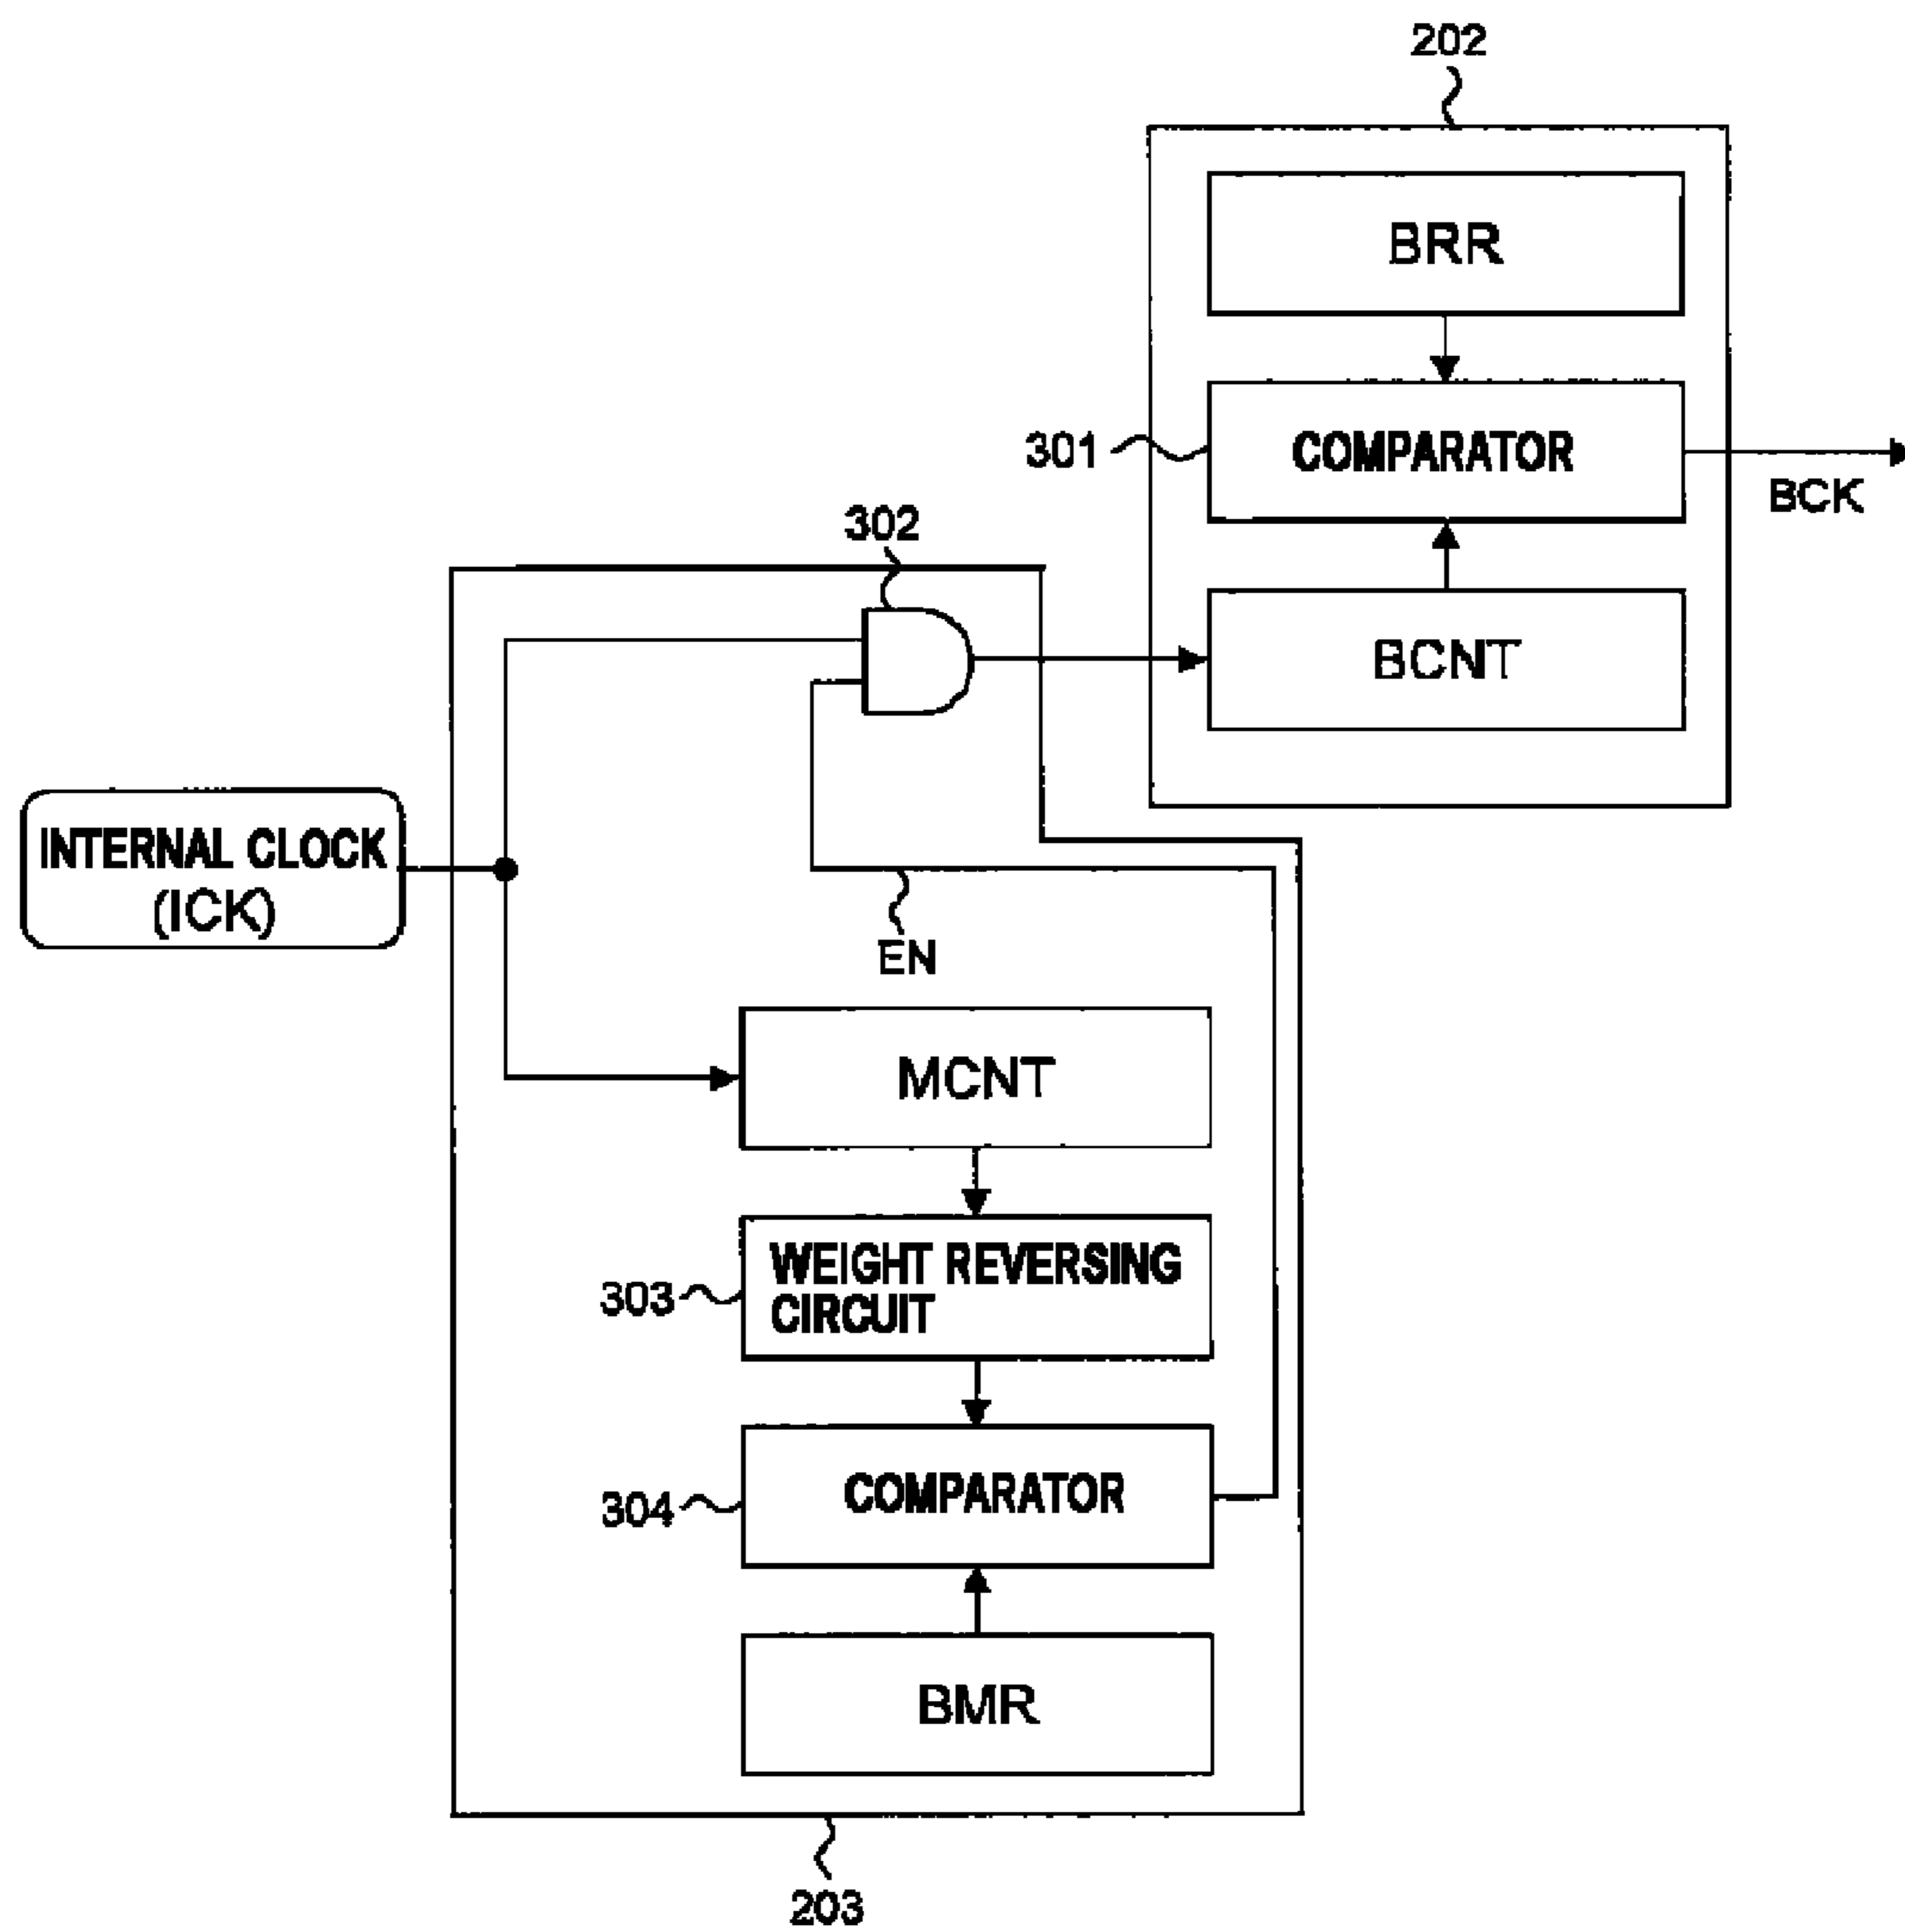 202
BRR
301
COMPARATOR
BCK
302
BCNT
INTERNAL CLOCK
(ICK)
EN
MCNT
303
WEIGHT REVERSING
CIRCUIT
304
COMPARATOR
BMR
203